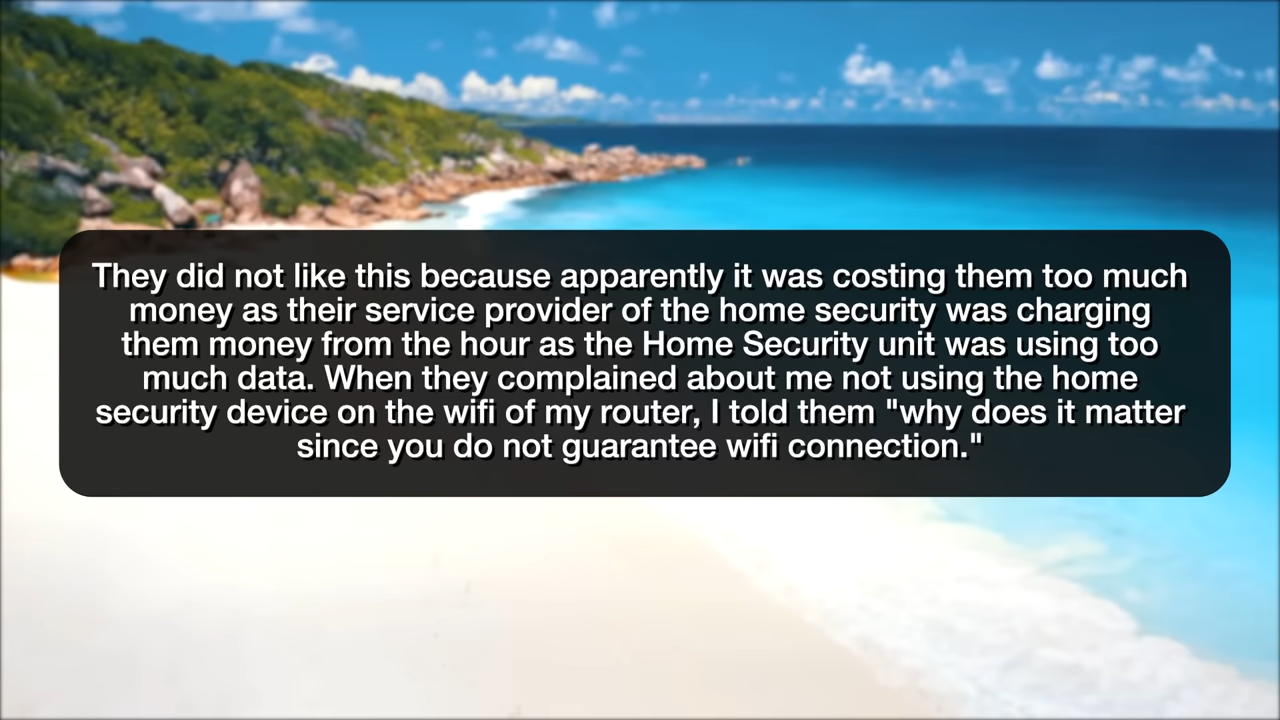 They did not like this because apparently it was costing them too much
money as their service provider of the home security was charging
them money from the hour as the Home Security unit was using too
much data. When they complained about me not using the home
security device on the wifi of my router, I told them "why does it matter
since you do not guarantee wifi connection."